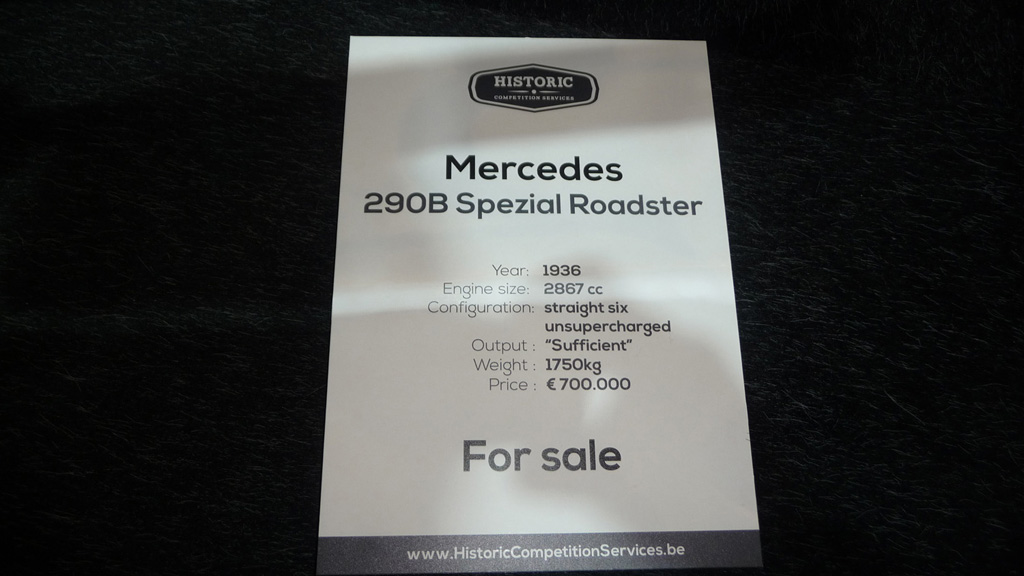 HISTORIC
COMPETITION SERVICES
Mercedes
290B Spezial Roadster
Year: 1936
Engine size: 2867 cc
Configuration: straight six
unsupercharged
Output : “Sufficient”
Weight : 1750kg
Price : € 700.000
For sale
www.HistoricCompetitionServices.be